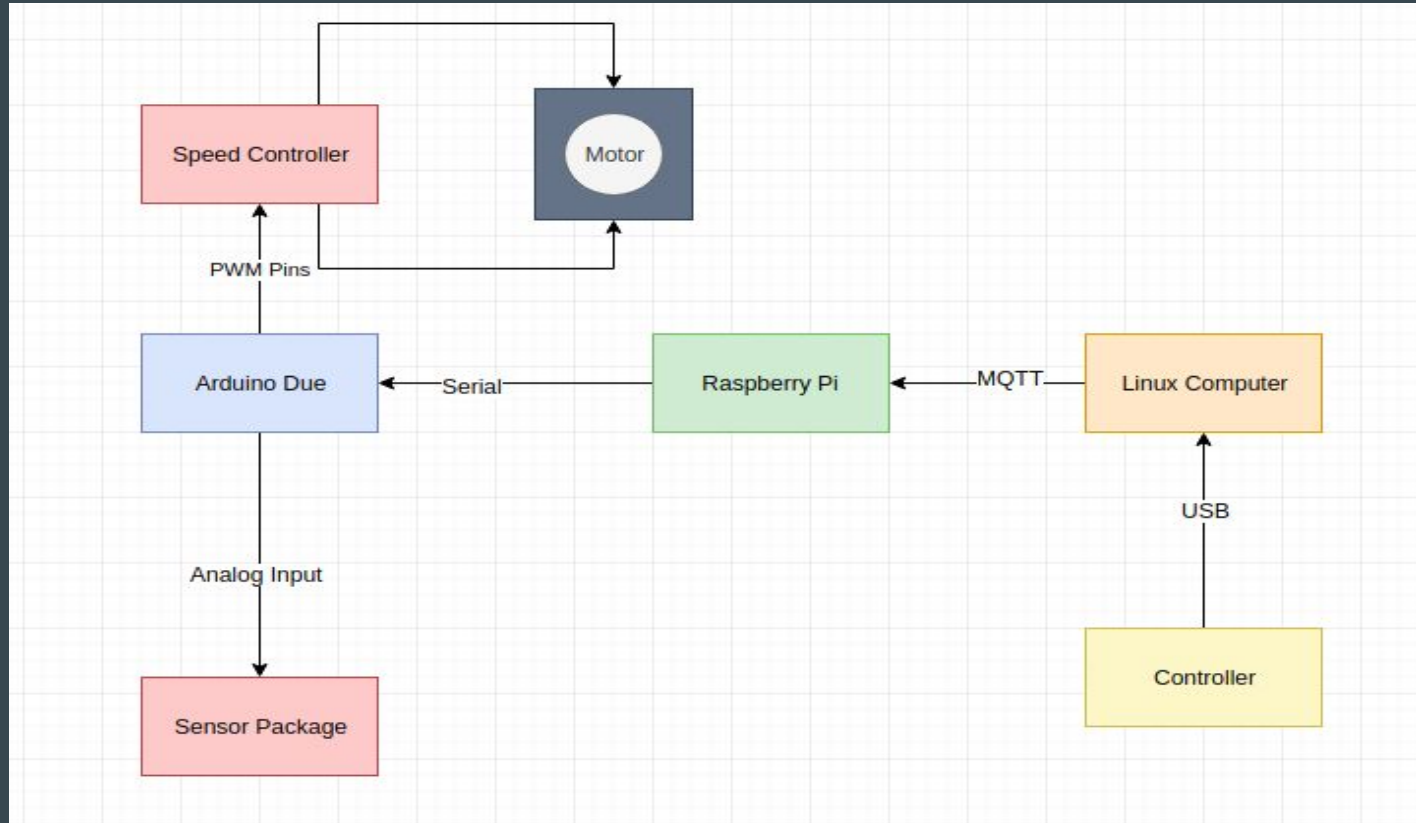 Speed Controller
Motor
PWM Pins
Arduino Due
Serial
Raspberry Pi
MQTT
Linux Computer
USB
Analog Input
Controller
Sensor Package